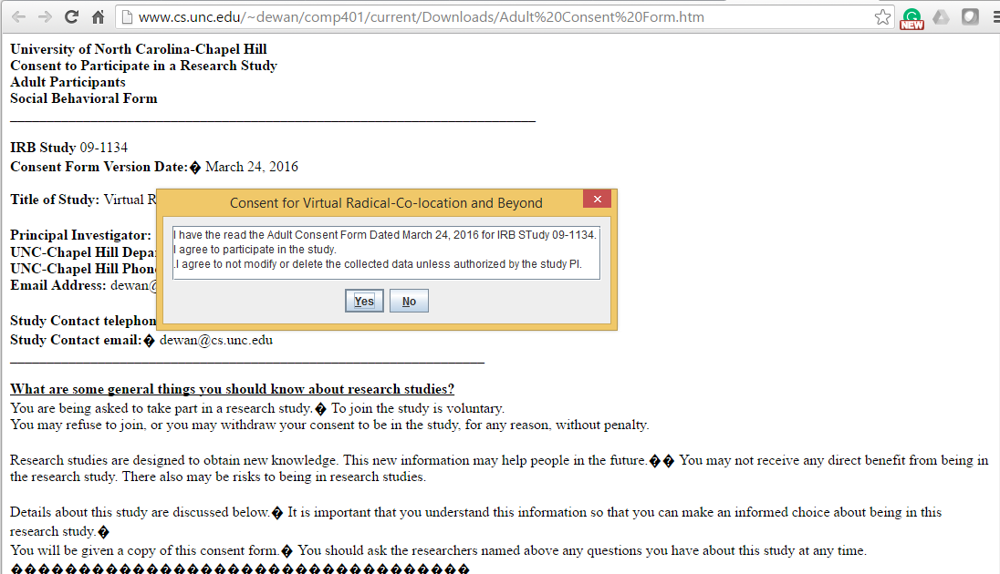 www.cs.unc.edu/~dewan/comp401/current/Downloads/Adult%20Consent%20Form.htm
NEW
University of North Carolina-Chapel Hill
Consent to Participate in a Research Study
Adult Participants
Social Behavioral Form
IRB Study 09-1134
Consent Form Version Date:� March 24, 2016
Title of Study: Virtual R
Consent for Virtual Radical-Co-location and Beyond
I have the read the Adult Consent Form Dated March 24, 2016 for IRB STudy 09-1134.
I agree to participate in the study.
.I agree to not modify or delete the collected data unless authorized by the study PI.
Yes No
Principal Investigator:
UNC-Chapel Hill Depa
UNC-Chapel Hill Phon
Email Address: dewan@
Study Contact telephon
Study Contact email:� dewan@cs.unc.edu
What are some general things you should know about research studies?
You are being asked to take part in a research study.� To join the study is voluntary.
You may refuse to join, or you may withdraw your consent to be in the study, for any reason, without penalty.
Research studies are designed to obtain new knowledge. This new information may help people in the future.�� You may not receive any direct benefit from being in
the research study. There also may be risks to being in research studies.
Details about this study are discussed below.� It is important that you understand this information so that you can make an informed choice about being in this
research study.�
You will be given a copy of this consent form.� You should ask the researchers named above any questions you have about this study at any time.
����������������������������������